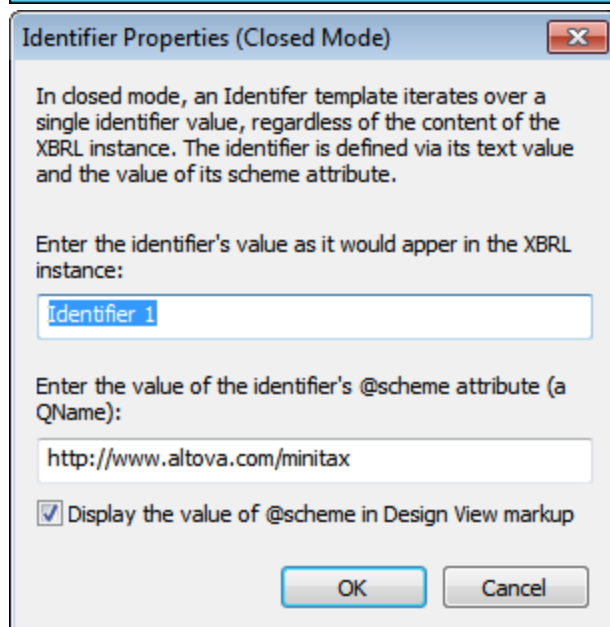 Identifier Properties (Closed Mode)
In closed mode, an Identifer template iterates over a
single identifier value, regardless of the content of the
XBRL instance. The identifier is defined via its text value
and the value of its scheme attribute.
Enter the identifier's value as it would apper in the XBRL
instance:
Identifier 1
Enter the value of the identifier's @scheme attribute (a
QName):
http://www.altova.com/minitax
Display the value of @scheme in Design View markup
OK Cancel